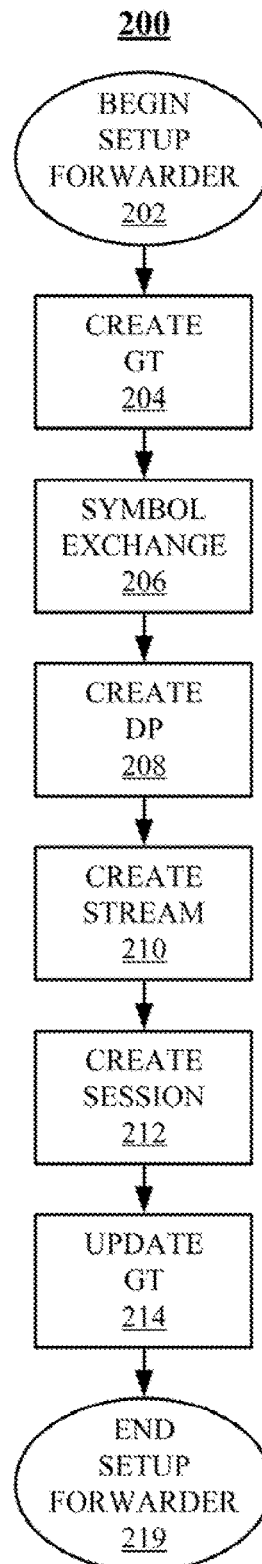 200
BEGIN
SETUP
FORWARDER
202
CREATE
GT
204
SYMBOL
EXCHANGE
206
CREATE
DP
208
CREATE
STREAM
210
CREATE
SESSION
212
UPDATE
GT
214
END
SETUP
FORWARDER
219